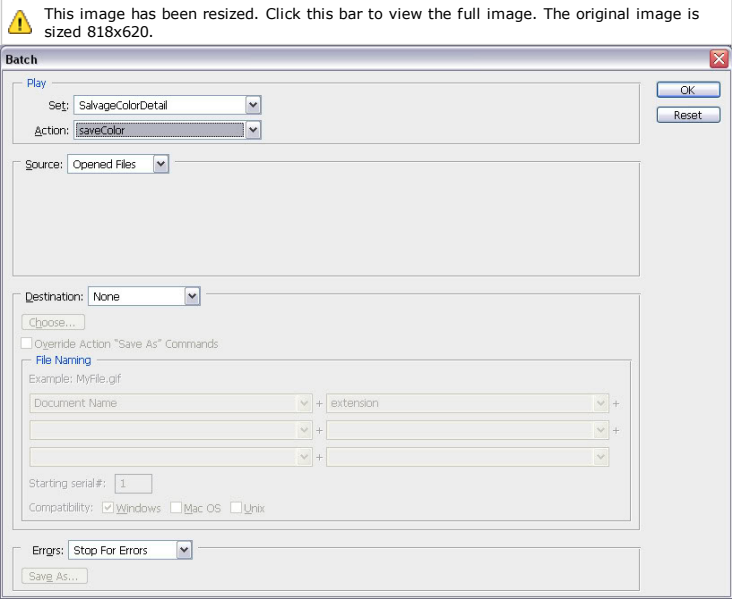 This image has been resized. Click this bar to view the full image. The original image is
sized 818x620.
Batch
Play
Set: SalvageColorDetail
OK
Action: saveColor
Reset
Source: Opened Files
Destination: None
Choose...
Override Action "Save As" Commands
File Naming
Example: MyFile.gif
Document Name + extension +
+ +
+
Starting serial#: 1
Compatibility: Windows Mac OS Unix
Errors: Stop For Errors
Save As...